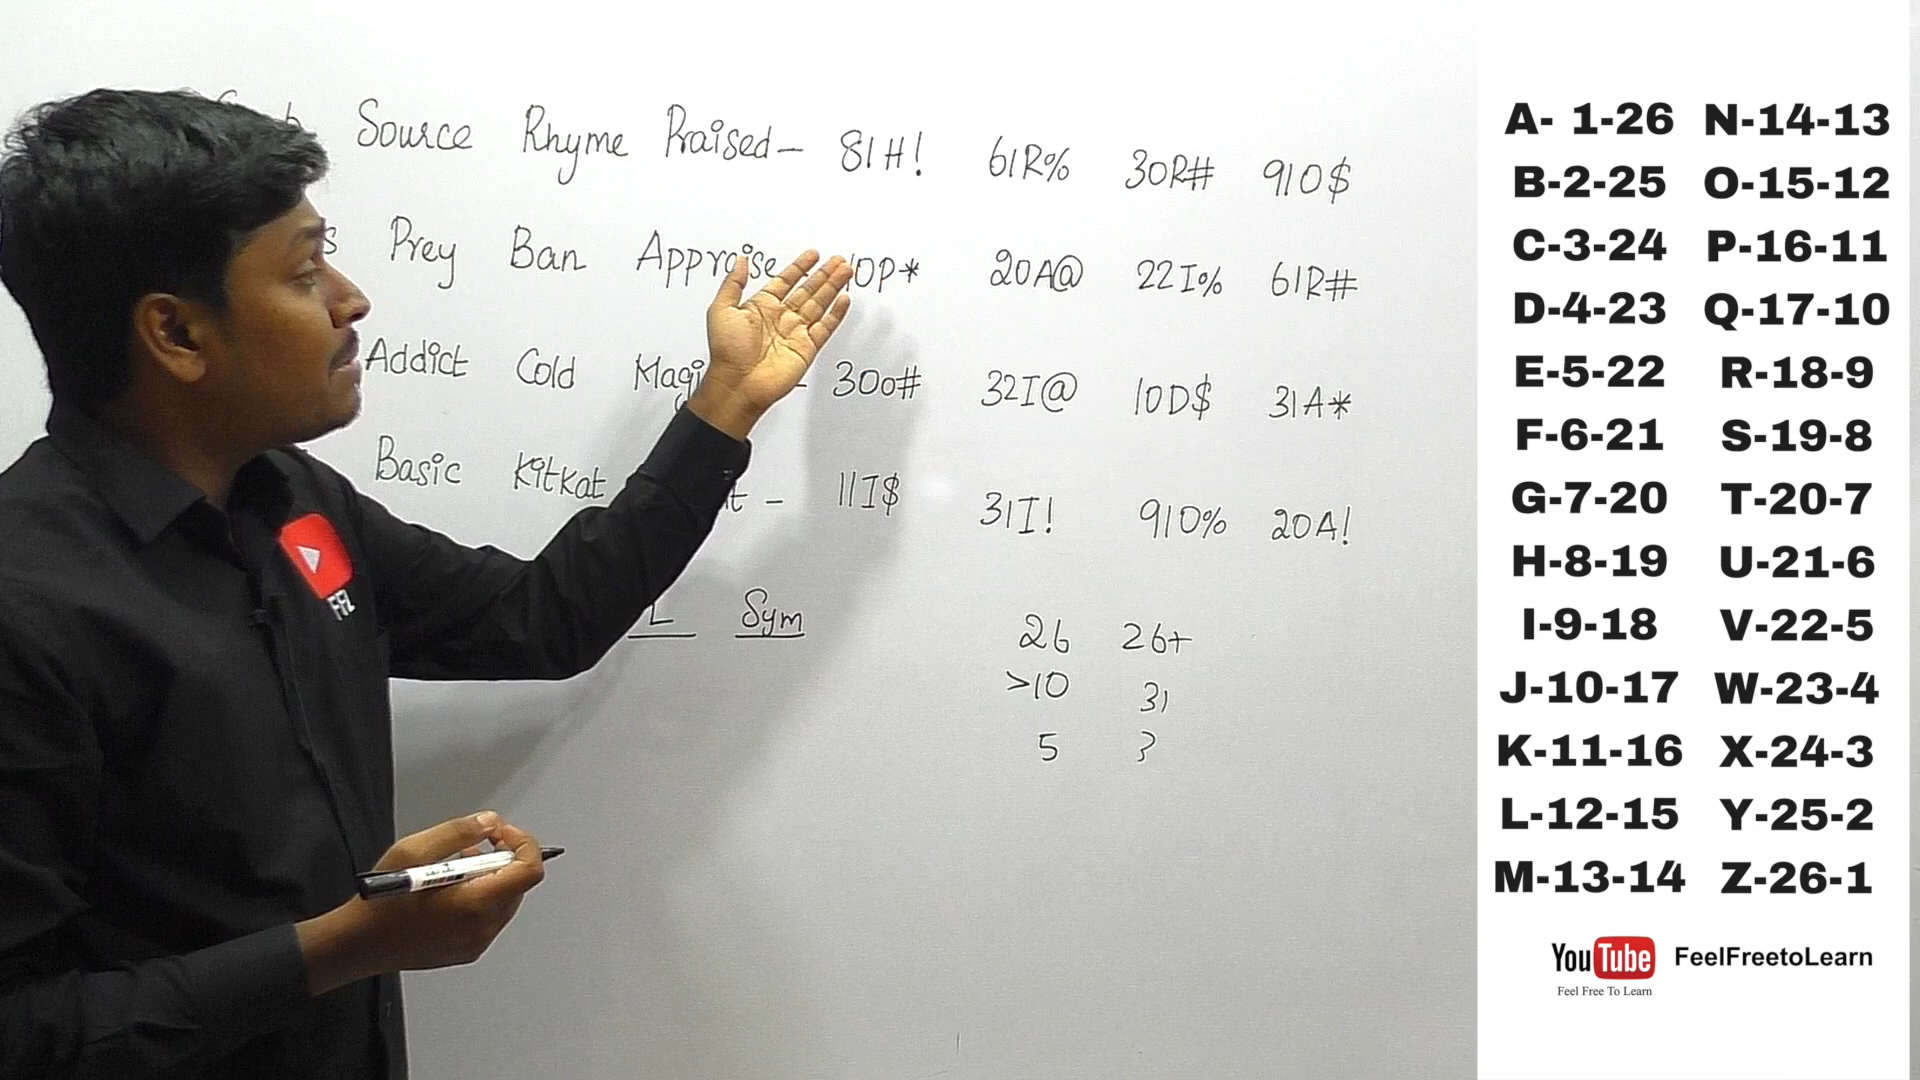 Source Rhyme Praised – 81H! 61R% 30R# 910$
Prey Ban Appraise – 10P* 20A@ 22I% 61R#
Addict Cold – 30O# 32I@ 10D$ 31A*
Basic Kitkat – 11I$ 31I! 910% 20A!
L Sym
26 26+
>10 31
5 3
A- 1-26 N-14-13
B-2-25 O-15-12
C-3-24 P-16-11
D-4-23 Q-17-10
E-5-22 R-18-9
F-6-21 S-19-8
G-7-20 T-20-7
H-8-19 U-21-6
I-9-18 V-22-5
J-10-17 W-23-4
K-11-16 X-24-3
L-12-15 Y-25-2
M-13-14 Z-26-1
YouTube FeelFreetoLearn
Feel Free To Learn
FFL